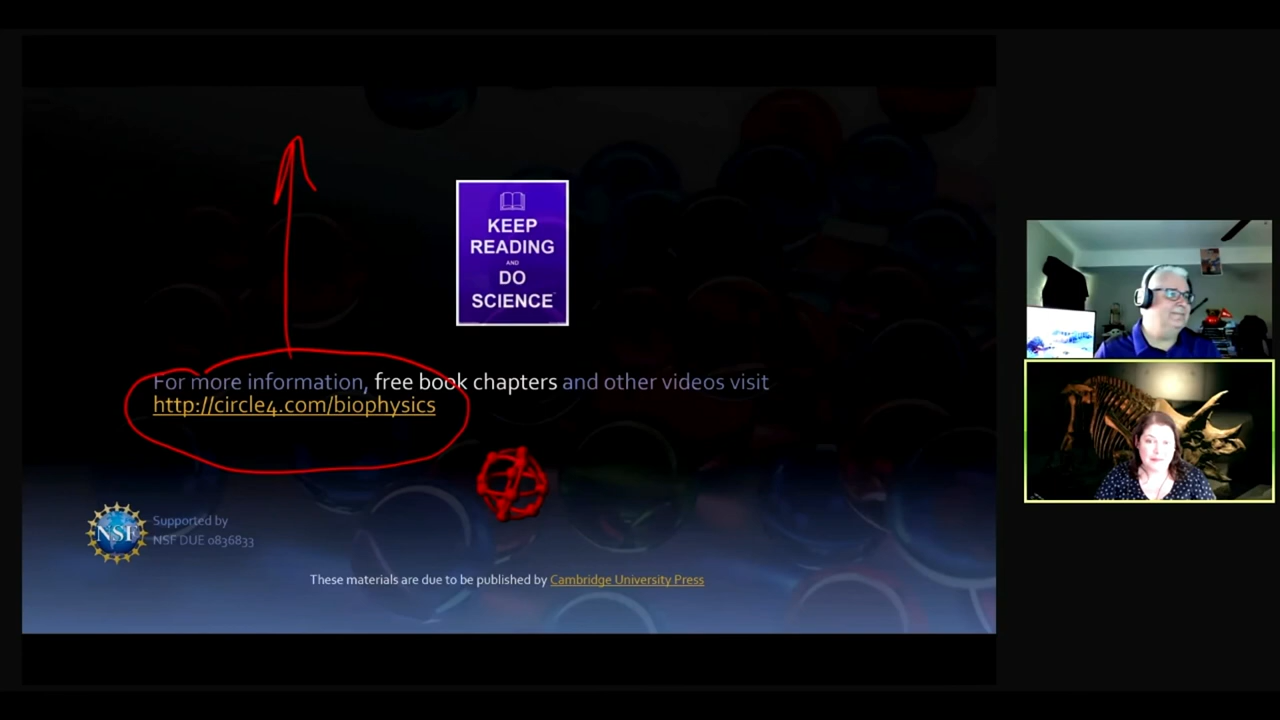 KEEP
READING
AND
DO
SCIENCE
For more information, free book chapters and other videos visit
http://circle4.com/biophysics
NSF
Supported by
NSF DUE 0836833
These materials are due to be published by Cambridge University Press